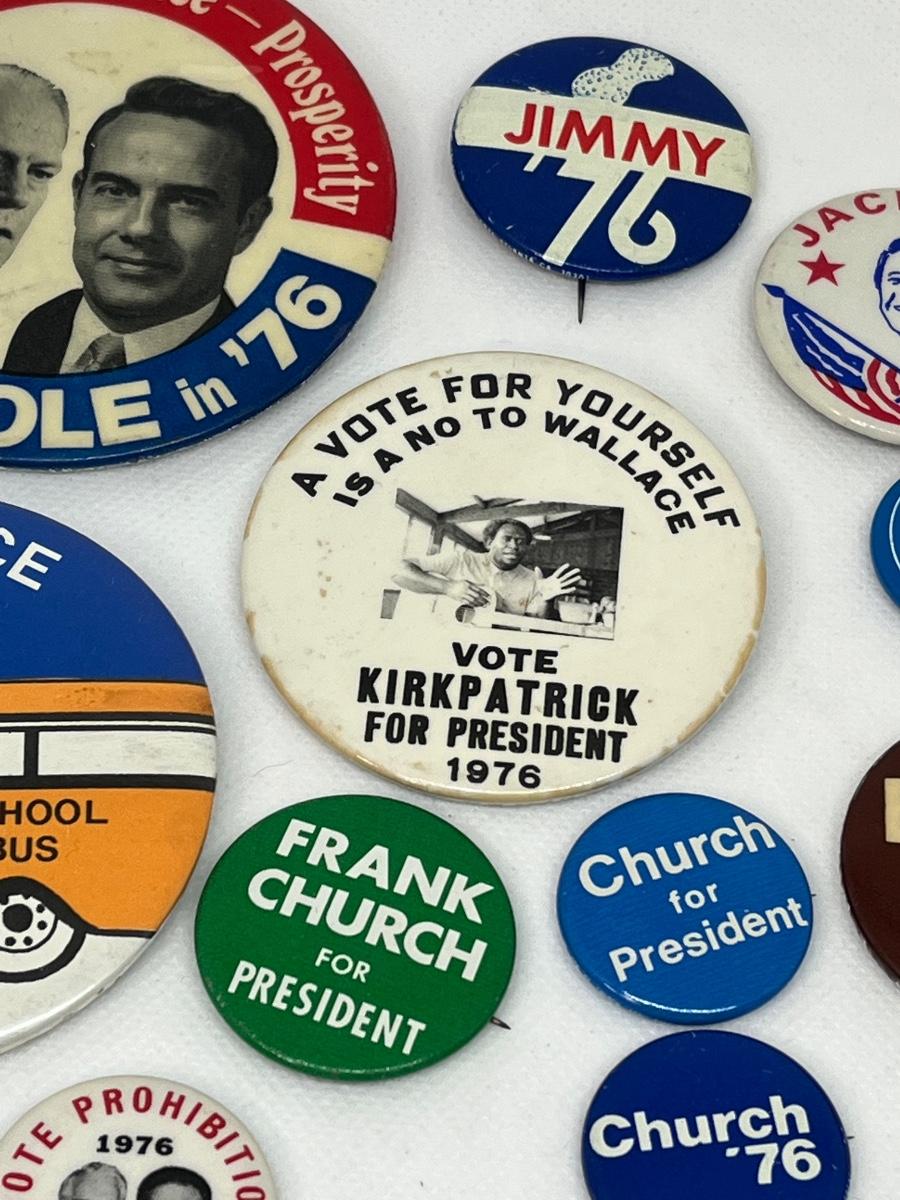 Prosperity
OLE in '76
JIMMY
'76
JAC
A VOTE FOR YOURSELF
IS A NO TO WALLACE
VOTE
KIRKPATRICK
FOR PRESIDENT
1976
CE
HOOL
BUS
FRANK
CHURCH
FOR
PRESIDENT
Church
for
President
Church
'76
OTE PROHIBITIO
1976